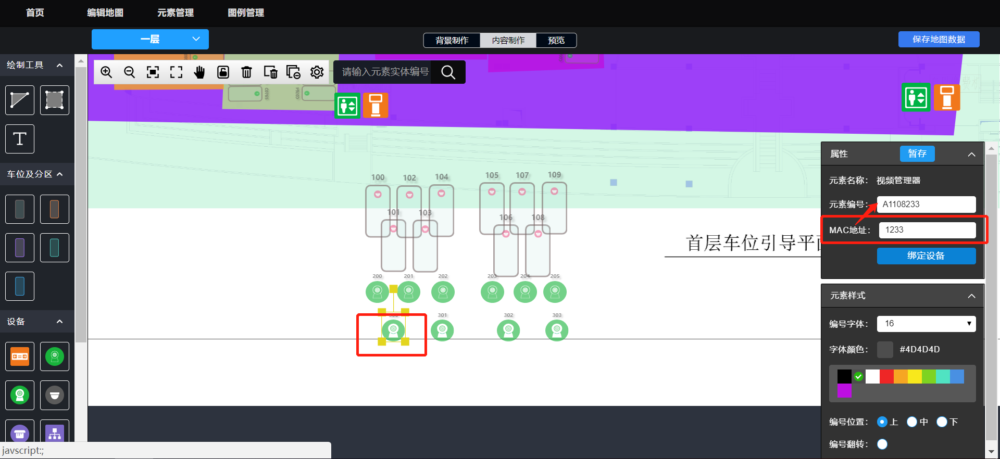 首页 编辑地图 元素管理 图例管理
一层 背景制作 内容制作 预览 保存地图数据
绘制工具
请输入元素实体编号
C0765 C0764
T
车位及分区
设备
100 102 104 105 107 109
101 103 106 108
首层车位引导平
200 201 202 203 204 205
301 302 303
属性 暂存
元素名称： 视频管理器
元素编号： A1108233
MAC地址： 1233
绑定设备
元素样式
编号字体： 16
字体颜色： #4D4D4D
编号位置： 上 中 下
编号翻转：
javscript:;